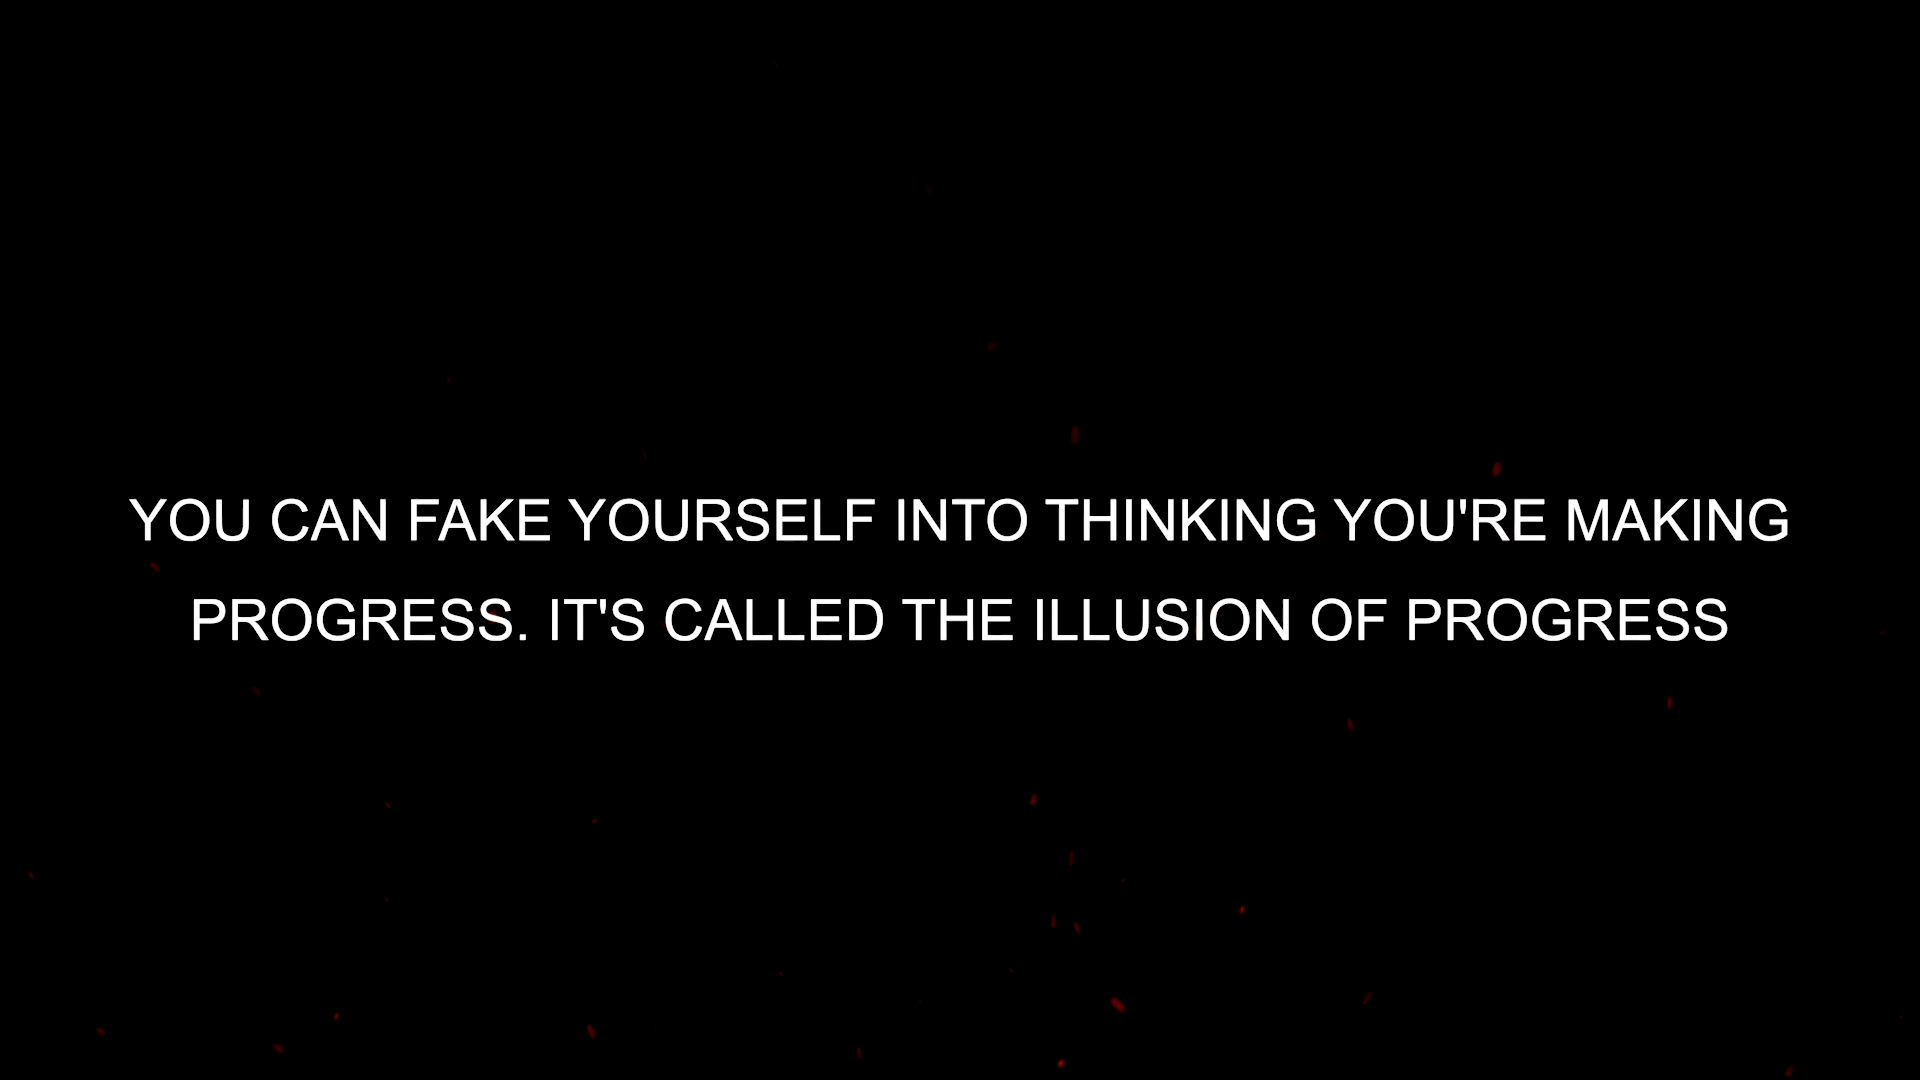 YOU CAN FAKE YOURSELF INTO THINKING YOU'RE MAKING
PROGRESS. IT'S CALLED THE ILLUSION OF PROGRESS